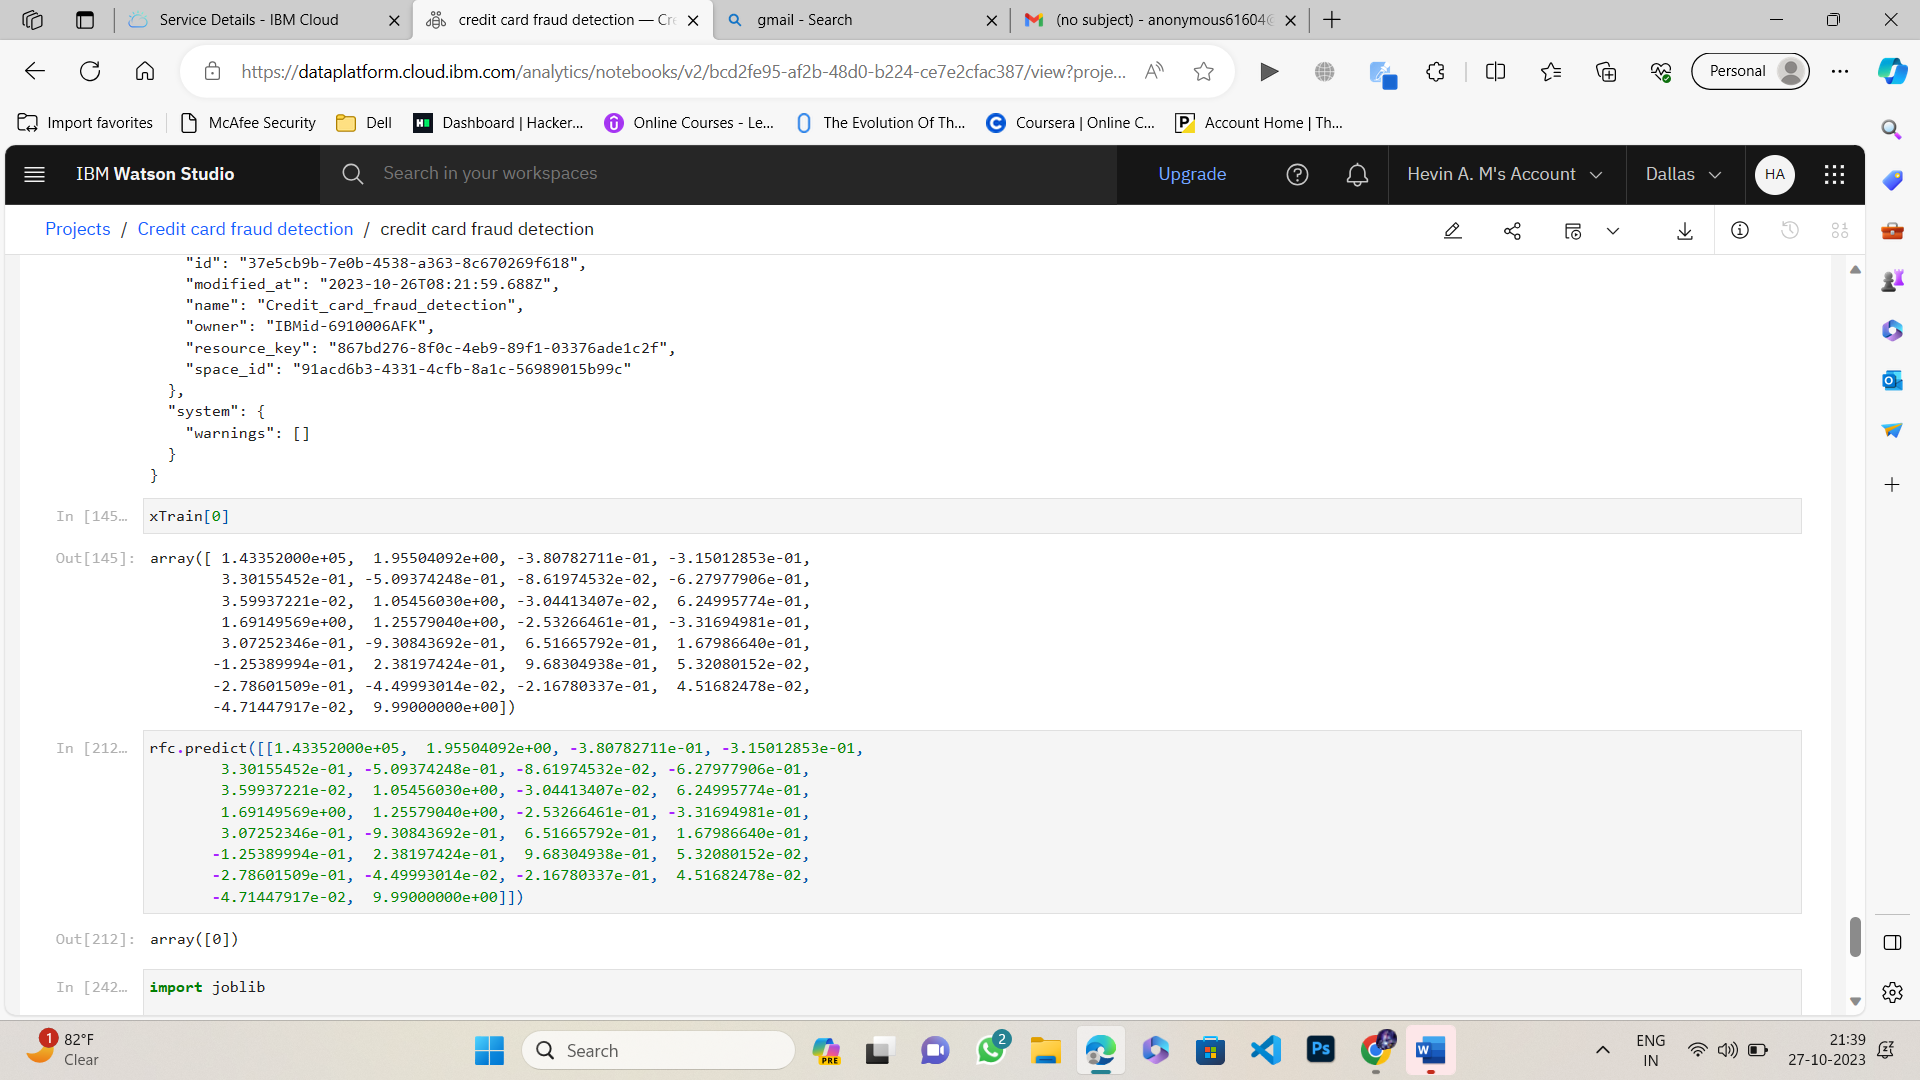 Service Details - IBM Cloud
credit card fraud detection — Cre
gmail - Search
(no subject) - anonymous61604@
https://dataplatform.cloud.ibm.com/analytics/notebooks/v2/bcd2fe95-af2b-48d0-b224-ce7e2cfac387/view?proje...
Personal
Import favorites
McAfee Security
Dell
Dashboard | Hacker...
Online Courses - Le...
The Evolution Of Th...
Coursera | Online C...
Account Home | Th...
IBM Watson Studio
Search in your workspaces
Upgrade
Hevin A. M's Account
Dallas
HA
Projects / Credit card fraud detection / credit card fraud detection
"id": "37e5cb9b-7e0b-4538-a363-8c670269f618",
"modified_at": "2023-10-26T08:21:59.688Z",
"name": "Credit_card_fraud_detection",
"owner": "IBMid-6910006AFK",
"resource_key": "867bd276-8f0c-4eb9-89f1-03376ade1c2f",
"space_id": "91acd6b3-4331-4cfb-8a1c-56989015b99c"
},
"system": {
"warnings": []
}
}
In [145... xTrain[0]
Out[145]: array([ 1.43352000e+05, 1.95504092e+00, -3.80782711e-01, -3.15012853e-01,
3.30155452e-01, -5.09374248e-01, -8.61974532e-02, -6.27977906e-01,
3.59937221e-02, 1.05456030e+00, -3.04413407e-02, 6.24995774e-01,
1.69149569e+00, 1.25579040e+00, -2.53266461e-01, -3.31694981e-01,
3.07252346e-01, -9.30843692e-01, 6.51665792e-01, 1.67986640e-01,
-1.25389994e-01, 2.38197424e-01, 9.68304938e-01, 5.32080152e-02,
-2.78601509e-01, -4.49993014e-02, -2.16780337e-01, 4.51682478e-02,
-4.71447917e-02, 9.99000000e+00])
In [212... rfc.predict([[1.43352000e+05, 1.95504092e+00, -3.80782711e-01, -3.15012853e-01,
3.30155452e-01, -5.09374248e-01, -8.61974532e-02, -6.27977906e-01,
3.59937221e-02, 1.05456030e+00, -3.04413407e-02, 6.24995774e-01,
1.69149569e+00, 1.25579040e+00, -2.53266461e-01, -3.31694981e-01,
3.07252346e-01, -9.30843692e-01, 6.51665792e-01, 1.67986640e-01,
-1.25389994e-01, 2.38197424e-01, 9.68304938e-01, 5.32080152e-02,
-2.78601509e-01, -4.49993014e-02, -2.16780337e-01, 4.51682478e-02,
-4.71447917e-02, 9.99000000e+00]])
Out[212]: array([0])
In [242... import joblib
1
82°F
Clear
Search
PRE
2
Ps
ENG
IN
21:39
27-10-2023